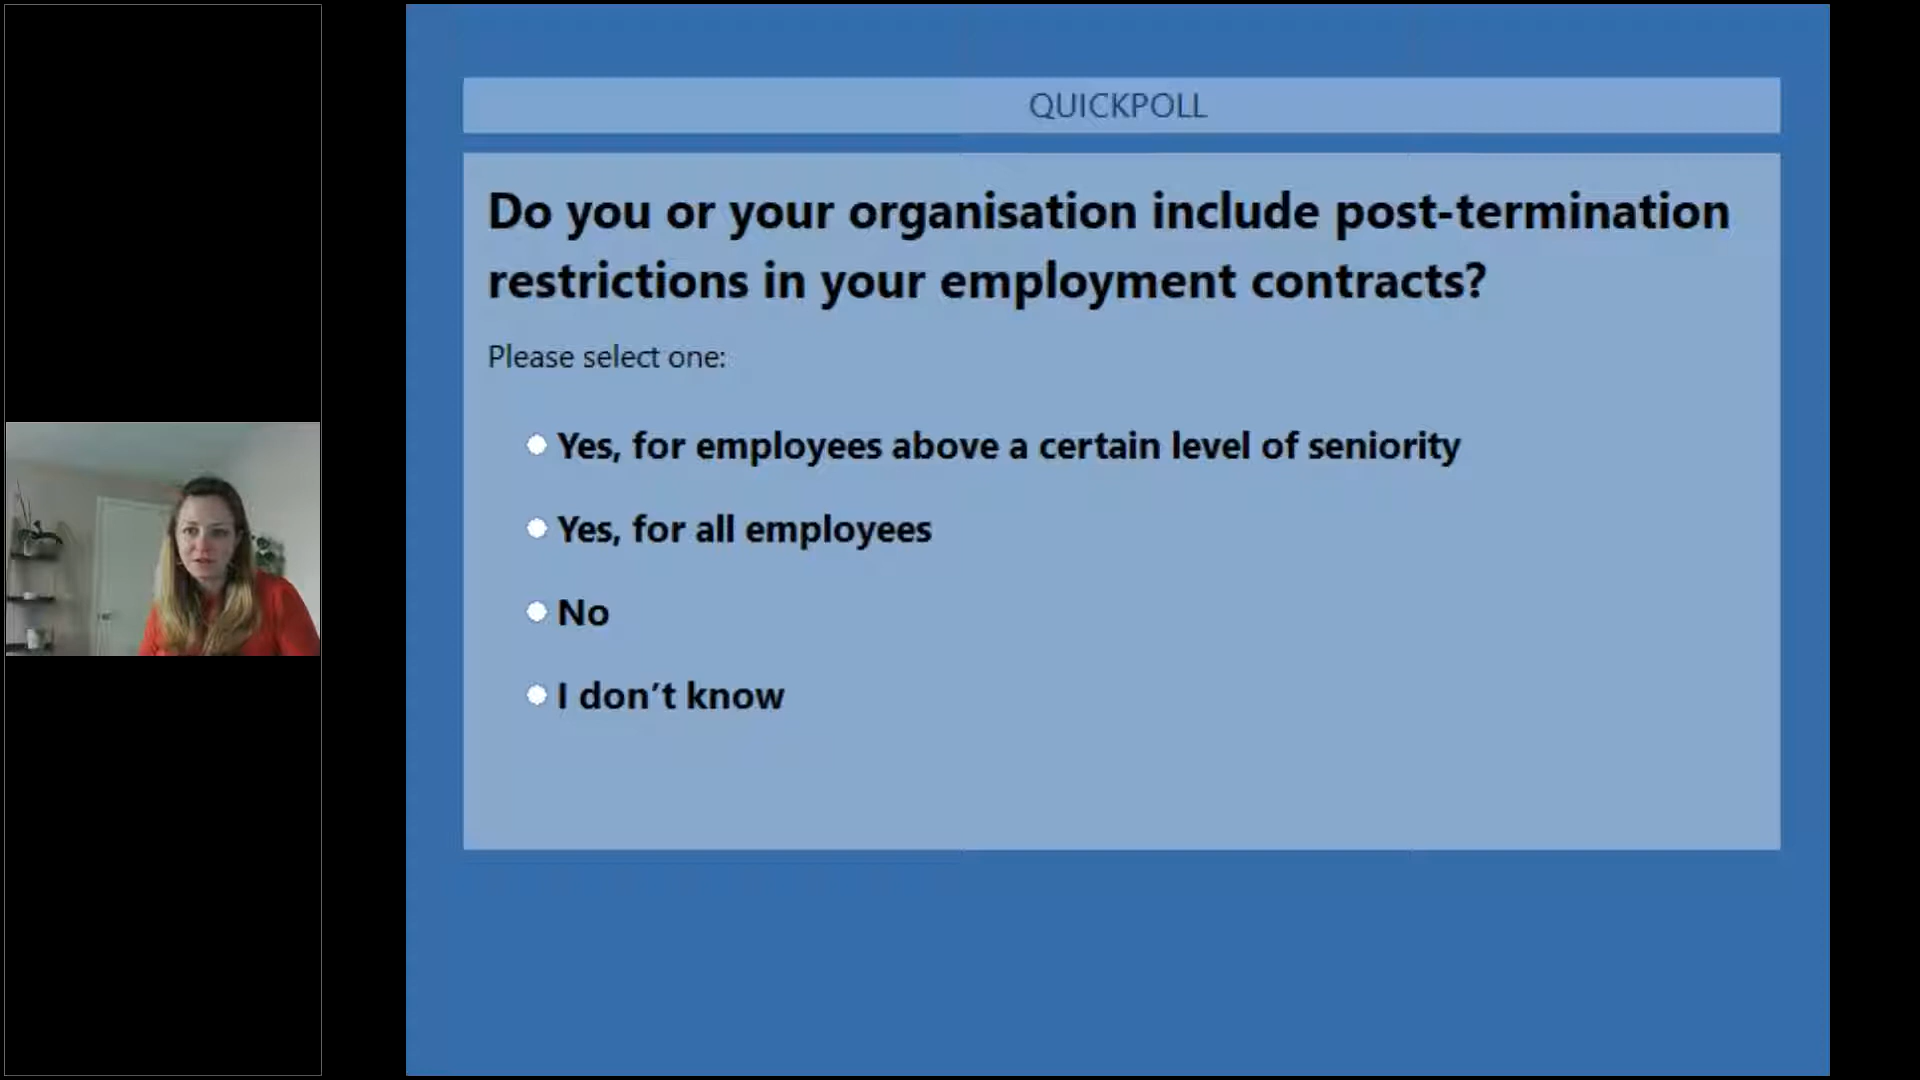 QUICKPOLL
Do you or your organisation include post-termination
restrictions in your employment contracts?
Please select one:
Yes, for employees above a certain level of seniority
Yes, for all employees
No
I don’t know